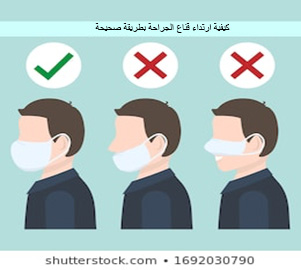 كيفية ارتداء قناع الجراحة بطريقة صحيحة
shutterstock.com • 1692030790